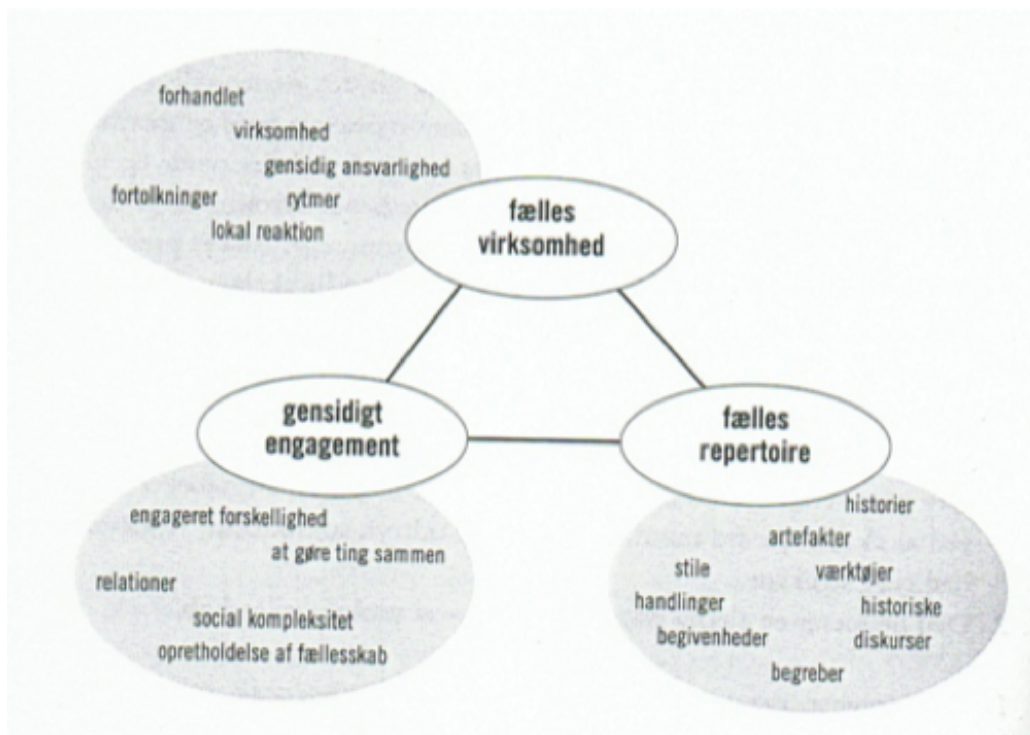 forhandlet
virksomhed
gensidig ansvarlighed
fortolkninger rytmer
lokal reaktion
fælles
virksomhed
gensidigt
engagement
fælles
repertoire
engageret forskellighed
at gøre ting sammen
relationer
social kompleksitet
opretholdelse af fællesskab
historier
artefakter
stile værktøjer
handlinger historiske
begivenheder diskurser
begreber